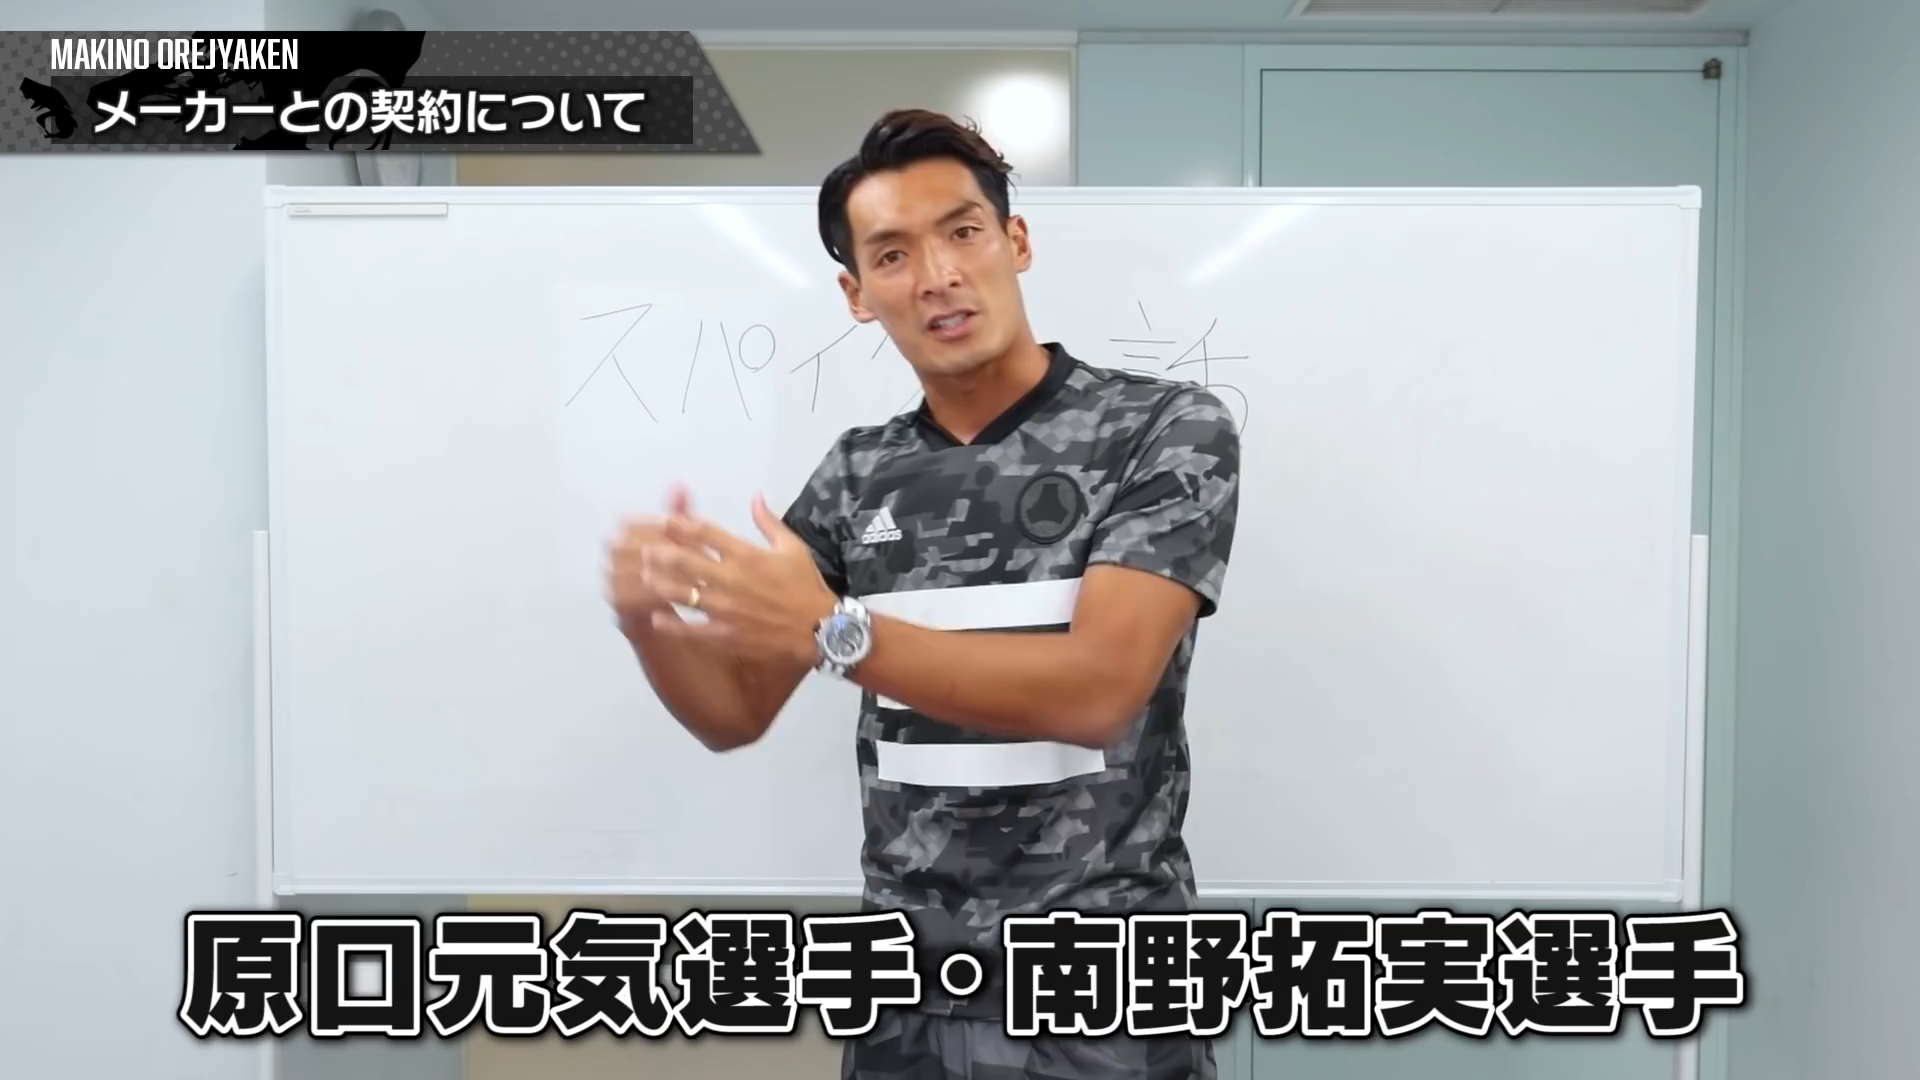 MAKINO OREJYAKEN
メーカーとの契約について
スパイ
話
adidas
原口元気選手・南野拓実選手